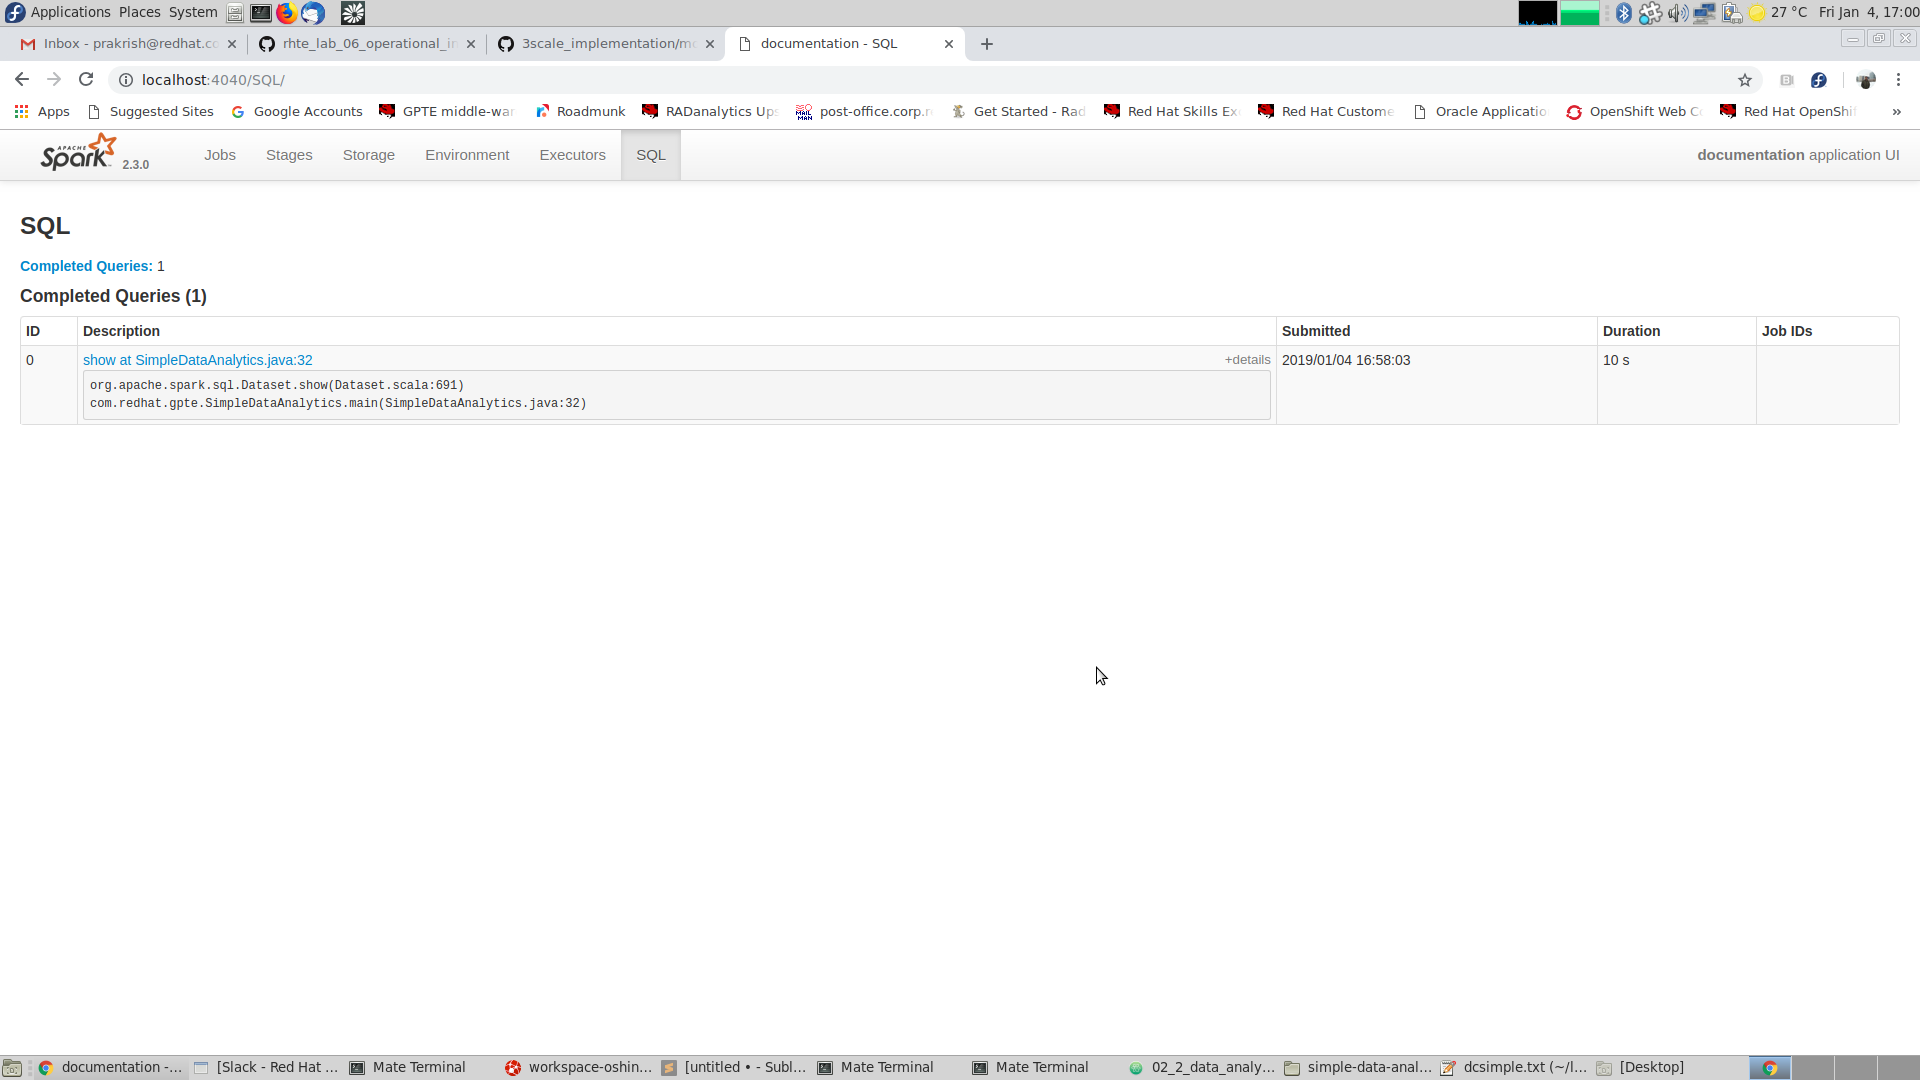 Applications Places System
27 °C Fri Jan 4, 17:00
Inbox - prakrish@redhat.co
rhte_lab_06_operational_in
3scale_implementation/mo
documentation - SQL
localhost:4040/SQL/
Apps
Suggested Sites
Google Accounts
GPTE middle-war
Roadmunk
RADanalytics Ups
post-office.corp.r
Get Started - Rad
Red Hat Skills Ex
Red Hat Custome
Oracle Applicatio
OpenShift Web C
Red Hat OpenShif
»
APACHE
Spark 2.3.0
Jobs
Stages
Storage
Environment
Executors
SQL
documentation application UI
SQL
Completed Queries: 1
Completed Queries (1)
ID Description Submitted Duration Job IDs
0 show at SimpleDataAnalytics.java:32 +details 2019/01/04 16:58:03 10 s
org.apache.spark.sql.Dataset.show(Dataset.scala:691)
com.redhat.gpte.SimpleDataAnalytics.main(SimpleDataAnalytics.java:32)
documentation -...
[Slack - Red Hat ...
Mate Terminal
workspace-oshin...
[untitled • - Subl...
Mate Terminal
Mate Terminal
02_2_data_analy...
simple-data-anal...
dcsimple.txt (~/l...
[Desktop]